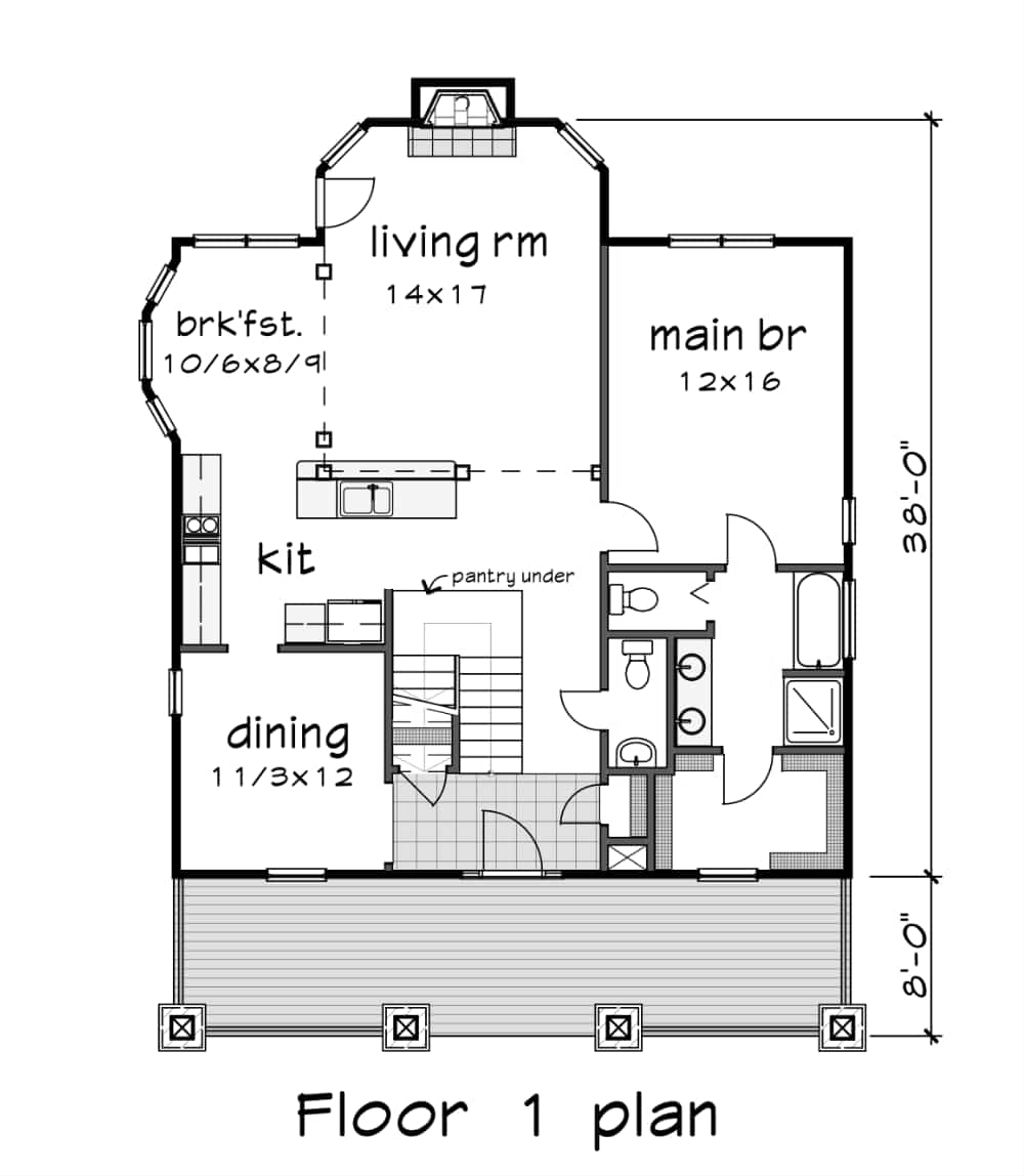 living rm
14x17
brk'fst.
10/6x8/9
main br
12x16
38'-0"
kit
pantry under
dining
11/3x12
8'-0"
Floor 1 plan